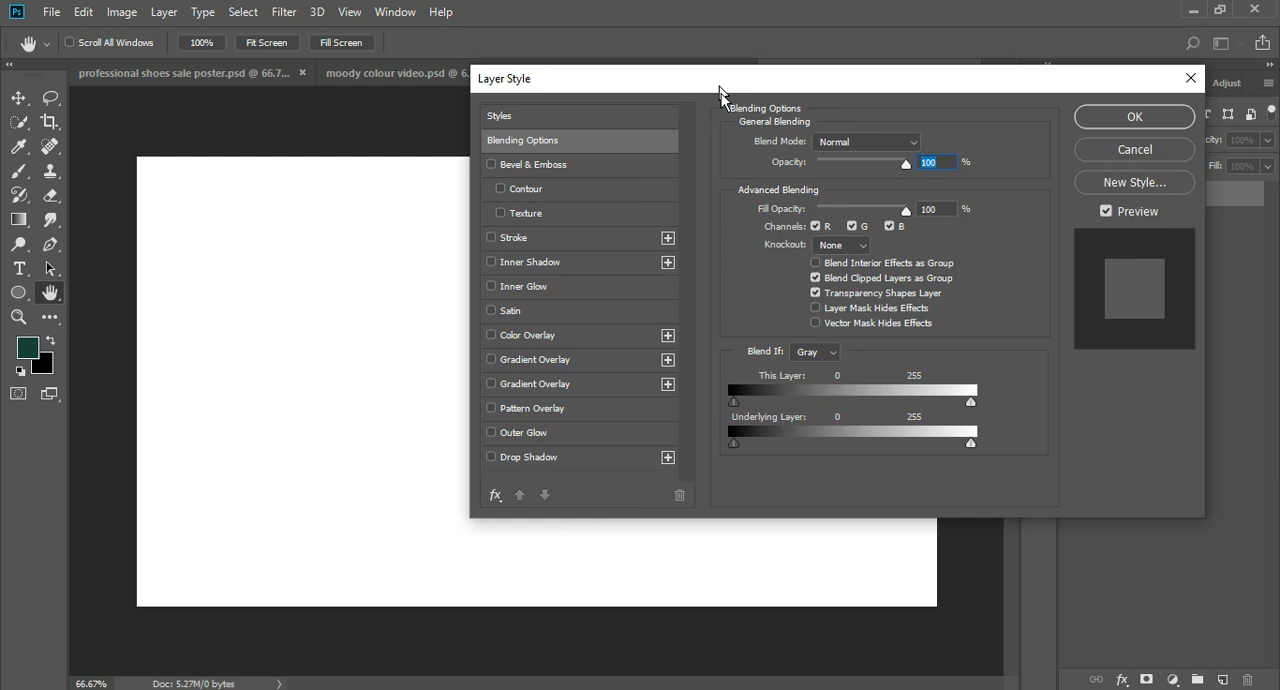 Ps File Edit Image Layer Type Select Filter 3D View Window Help
Scroll All Windows 100% Fit Screen Fill Screen
professional shoes sale poster.psd @ 66.7... × moody colour video.psd @ 6
Layer Style
Adjust
Styles
Blending Options
Bevel & Emboss
Contour
Texture
Stroke
Inner Shadow
Inner Glow
Satin
Color Overlay
Gradient Overlay
Gradient Overlay
Pattern Overlay
Outer Glow
Drop Shadow
fx
Blending Options
General Blending
Blend Mode: Normal
Opacity: 100 %
Advanced Blending
Fill Opacity: 100 %
Channels: R G B
Knockout: None
Blend Interior Effects as Group
Blend Clipped Layers as Group
Transparency Shapes Layer
Layer Mask Hides Effects
Vector Mask Hides Effects
Blend If: Gray
This Layer: 0 255
Underlying Layer: 0 255
OK
Cancel
New Style...
Preview
city: 100%
Fill: 100%
66.67% Doc: 5.27M/0 bytes
fx